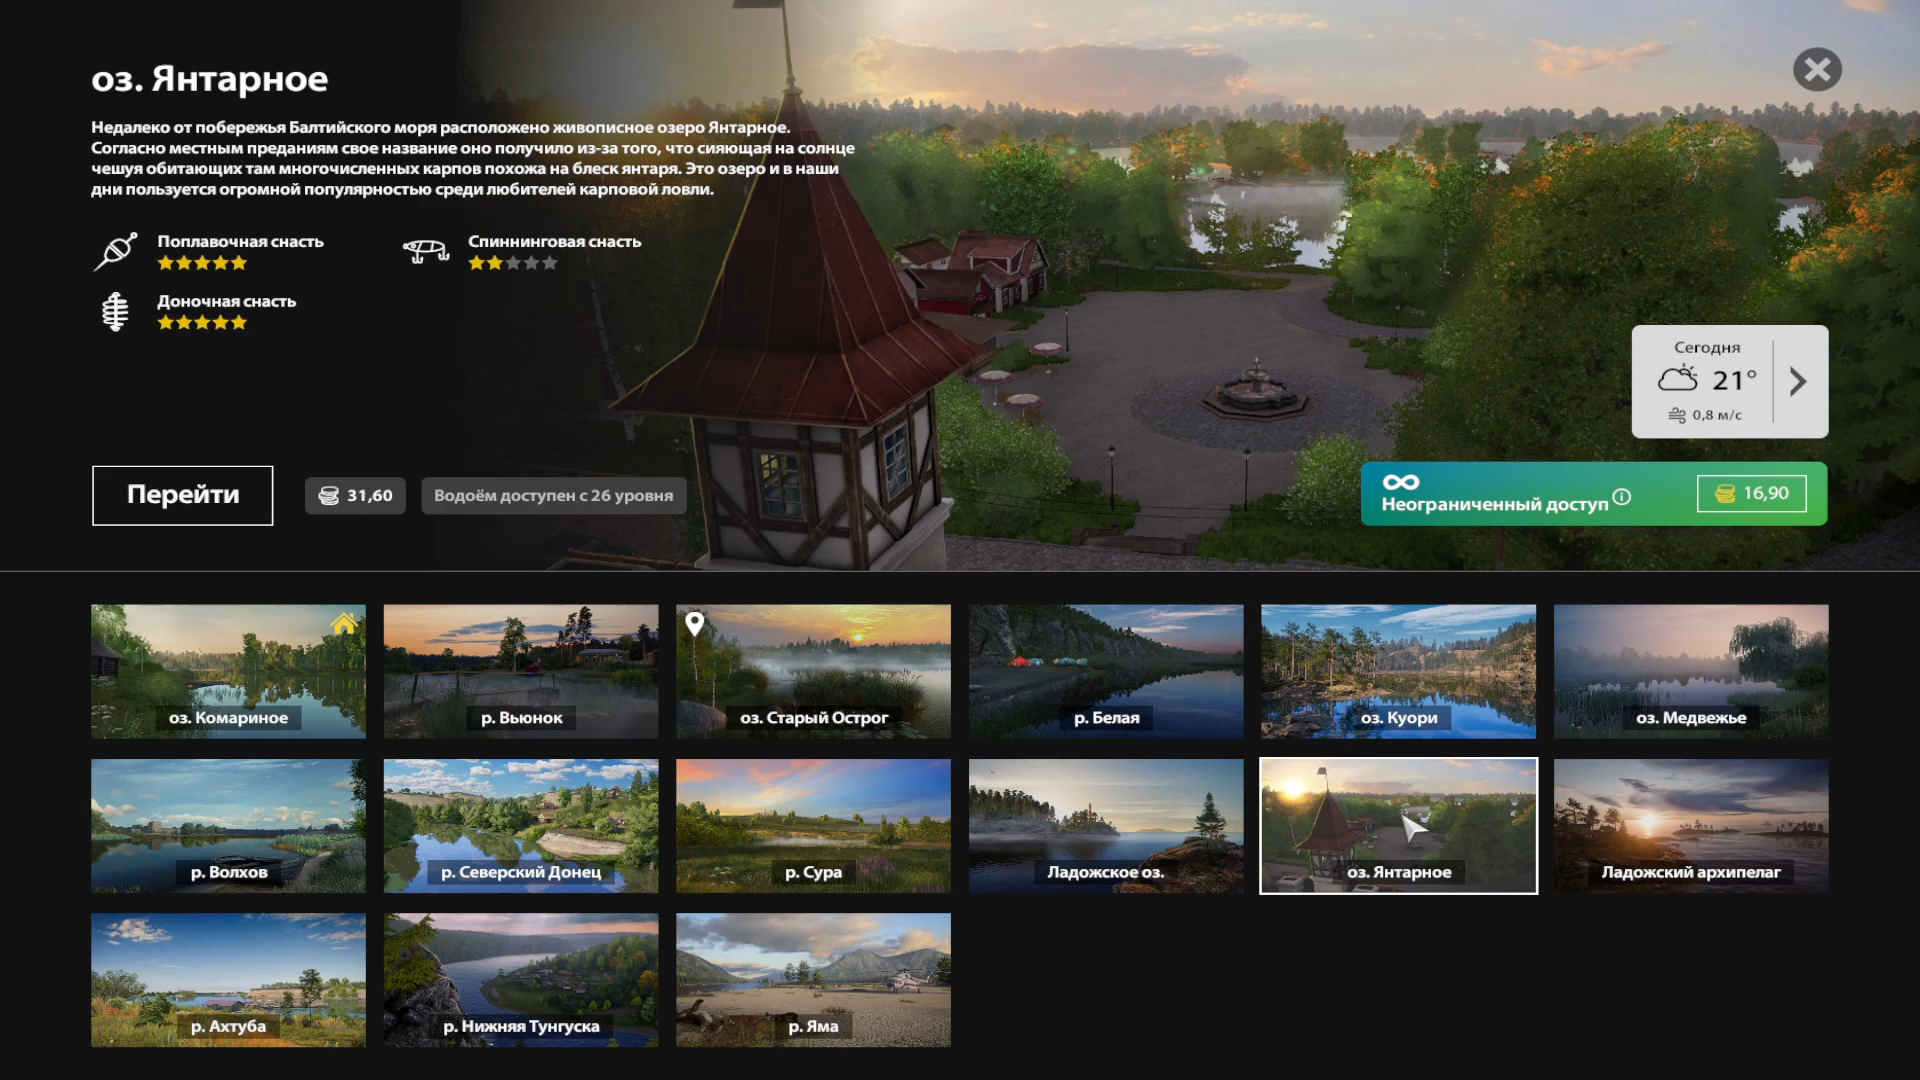 оз. Янтарное
Недалеко от побережья Балтийского моря расположено живописное озеро Янтарное.
Согласно местным преданиям свое название оно получило из-за того, что сияющая на солнце
чешуя обитающих там многочисленных карпов похожа на блеск янтаря. Это озеро и в наши
дни пользуется огромной популярностью среди любителей карповой ловли.
Поплавочная снасть
Спиннинговая снасть
Доночная снасть
Сегодня
21°
0,8 м/с
Перейти
31,60
Водоём доступен с 26 уровня
Неограниченный доступ
16,90
оз. Комариное
р. Вьюнок
оз. Старый Острог
р. Белая
оз. Куори
оз. Медвежье
р. Волхов
р. Северский Донец
р. Сура
Ладожское оз.
оз. Янтарное
Ладожский архипелаг
р. Ахтуба
р. Нижняя Тунгуска
р. Яма